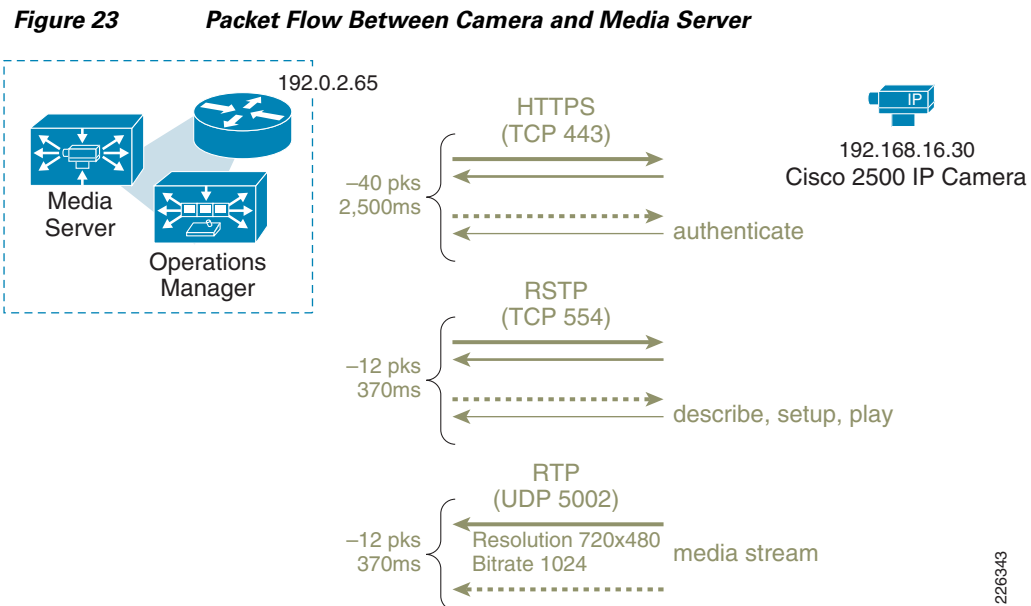 Figure 23 Packet Flow Between Camera and Media Server
192.0.2.65
Media
Server
Operations
Manager
HTTPS
(TCP 443)
–40 pks
2,500ms
authenticate
IP
192.168.16.30
Cisco 2500 IP Camera
RSTP
(TCP 554)
–12 pks
370ms
describe, setup, play
RTP
(UDP 5002)
–12 pks
370ms
Resolution 720x480
Bitrate 1024
media stream
226343